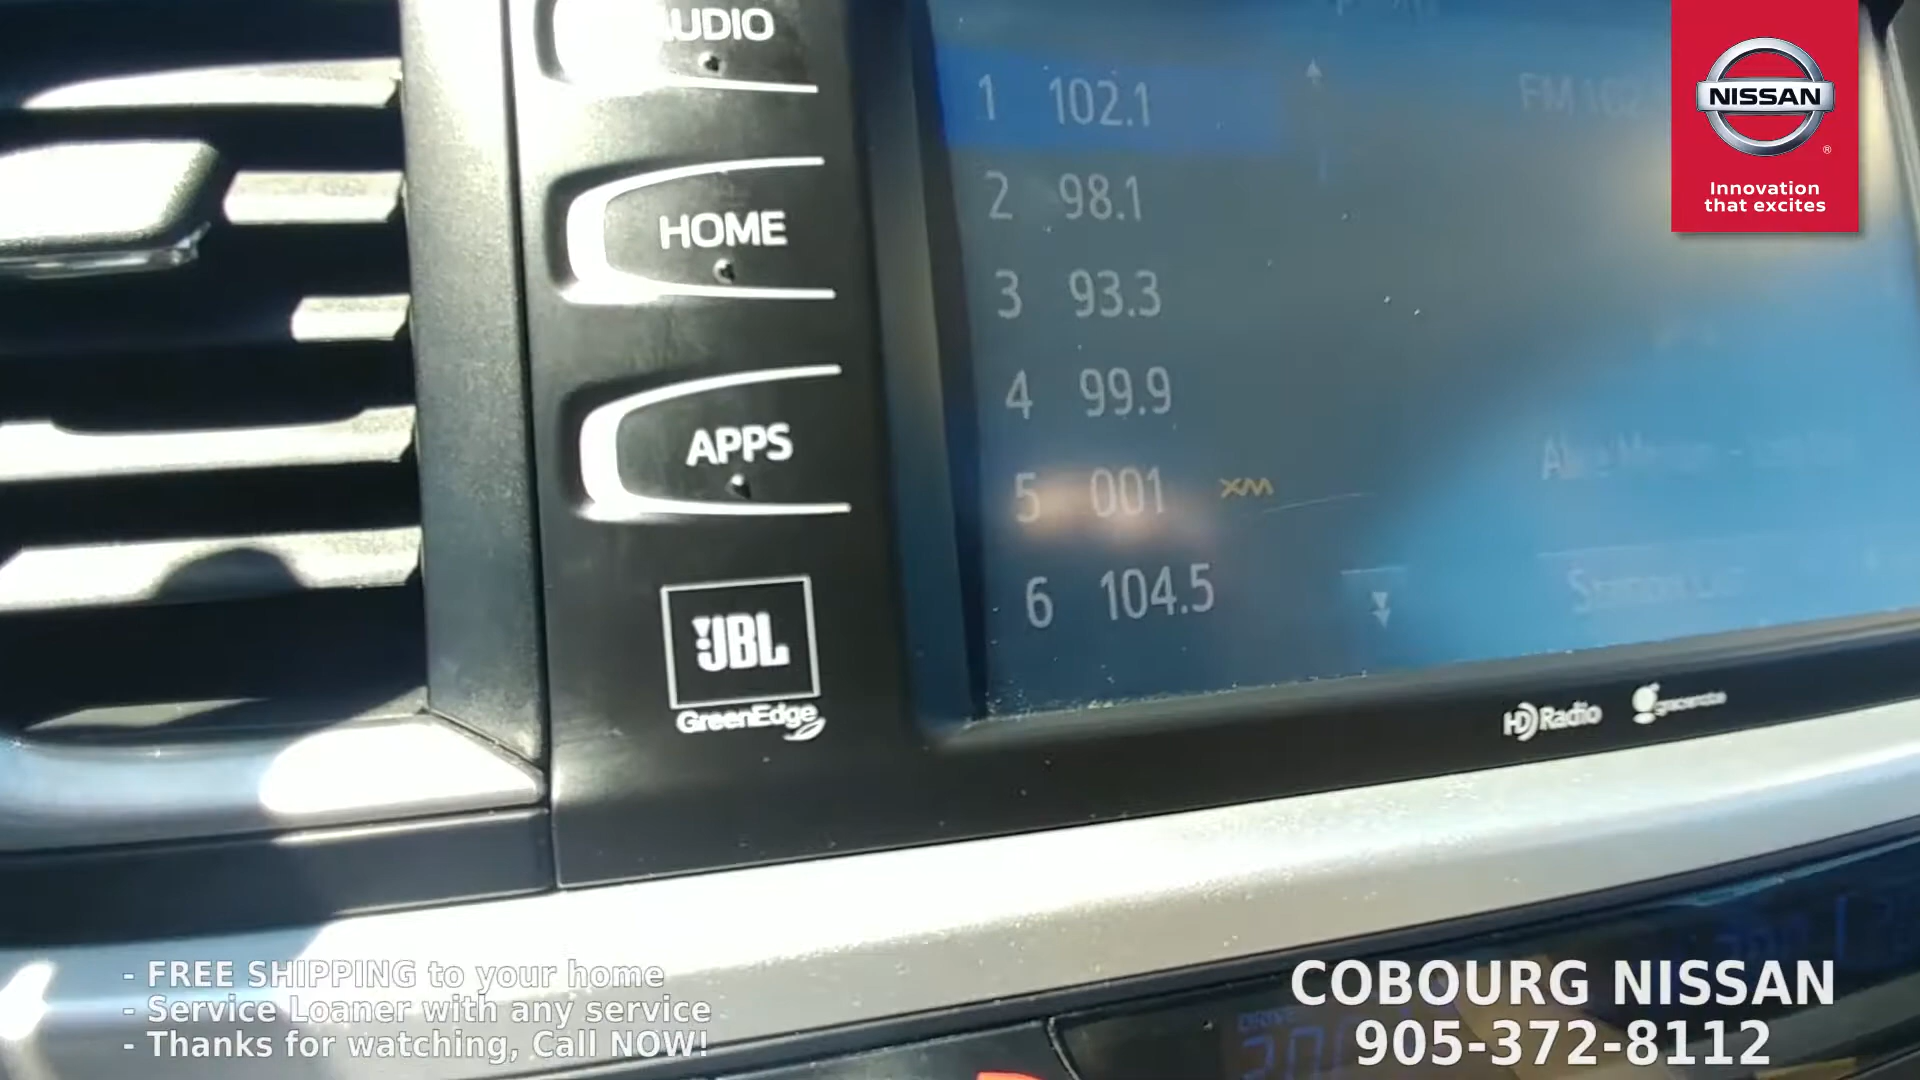 AUDIO
HOME
APPS
JBL
GreenEdge
1 102.1
2 98.1
3 93.3
4 99.9
5 001 XM
6 104.5
HD Radio
gracenote
NISSAN
Innovation
that excites
- FREE SHIPPING to your home
- Service Loaner with any service
- Thanks for watching, Call NOW!
COBOURG NISSAN
905-372-8112